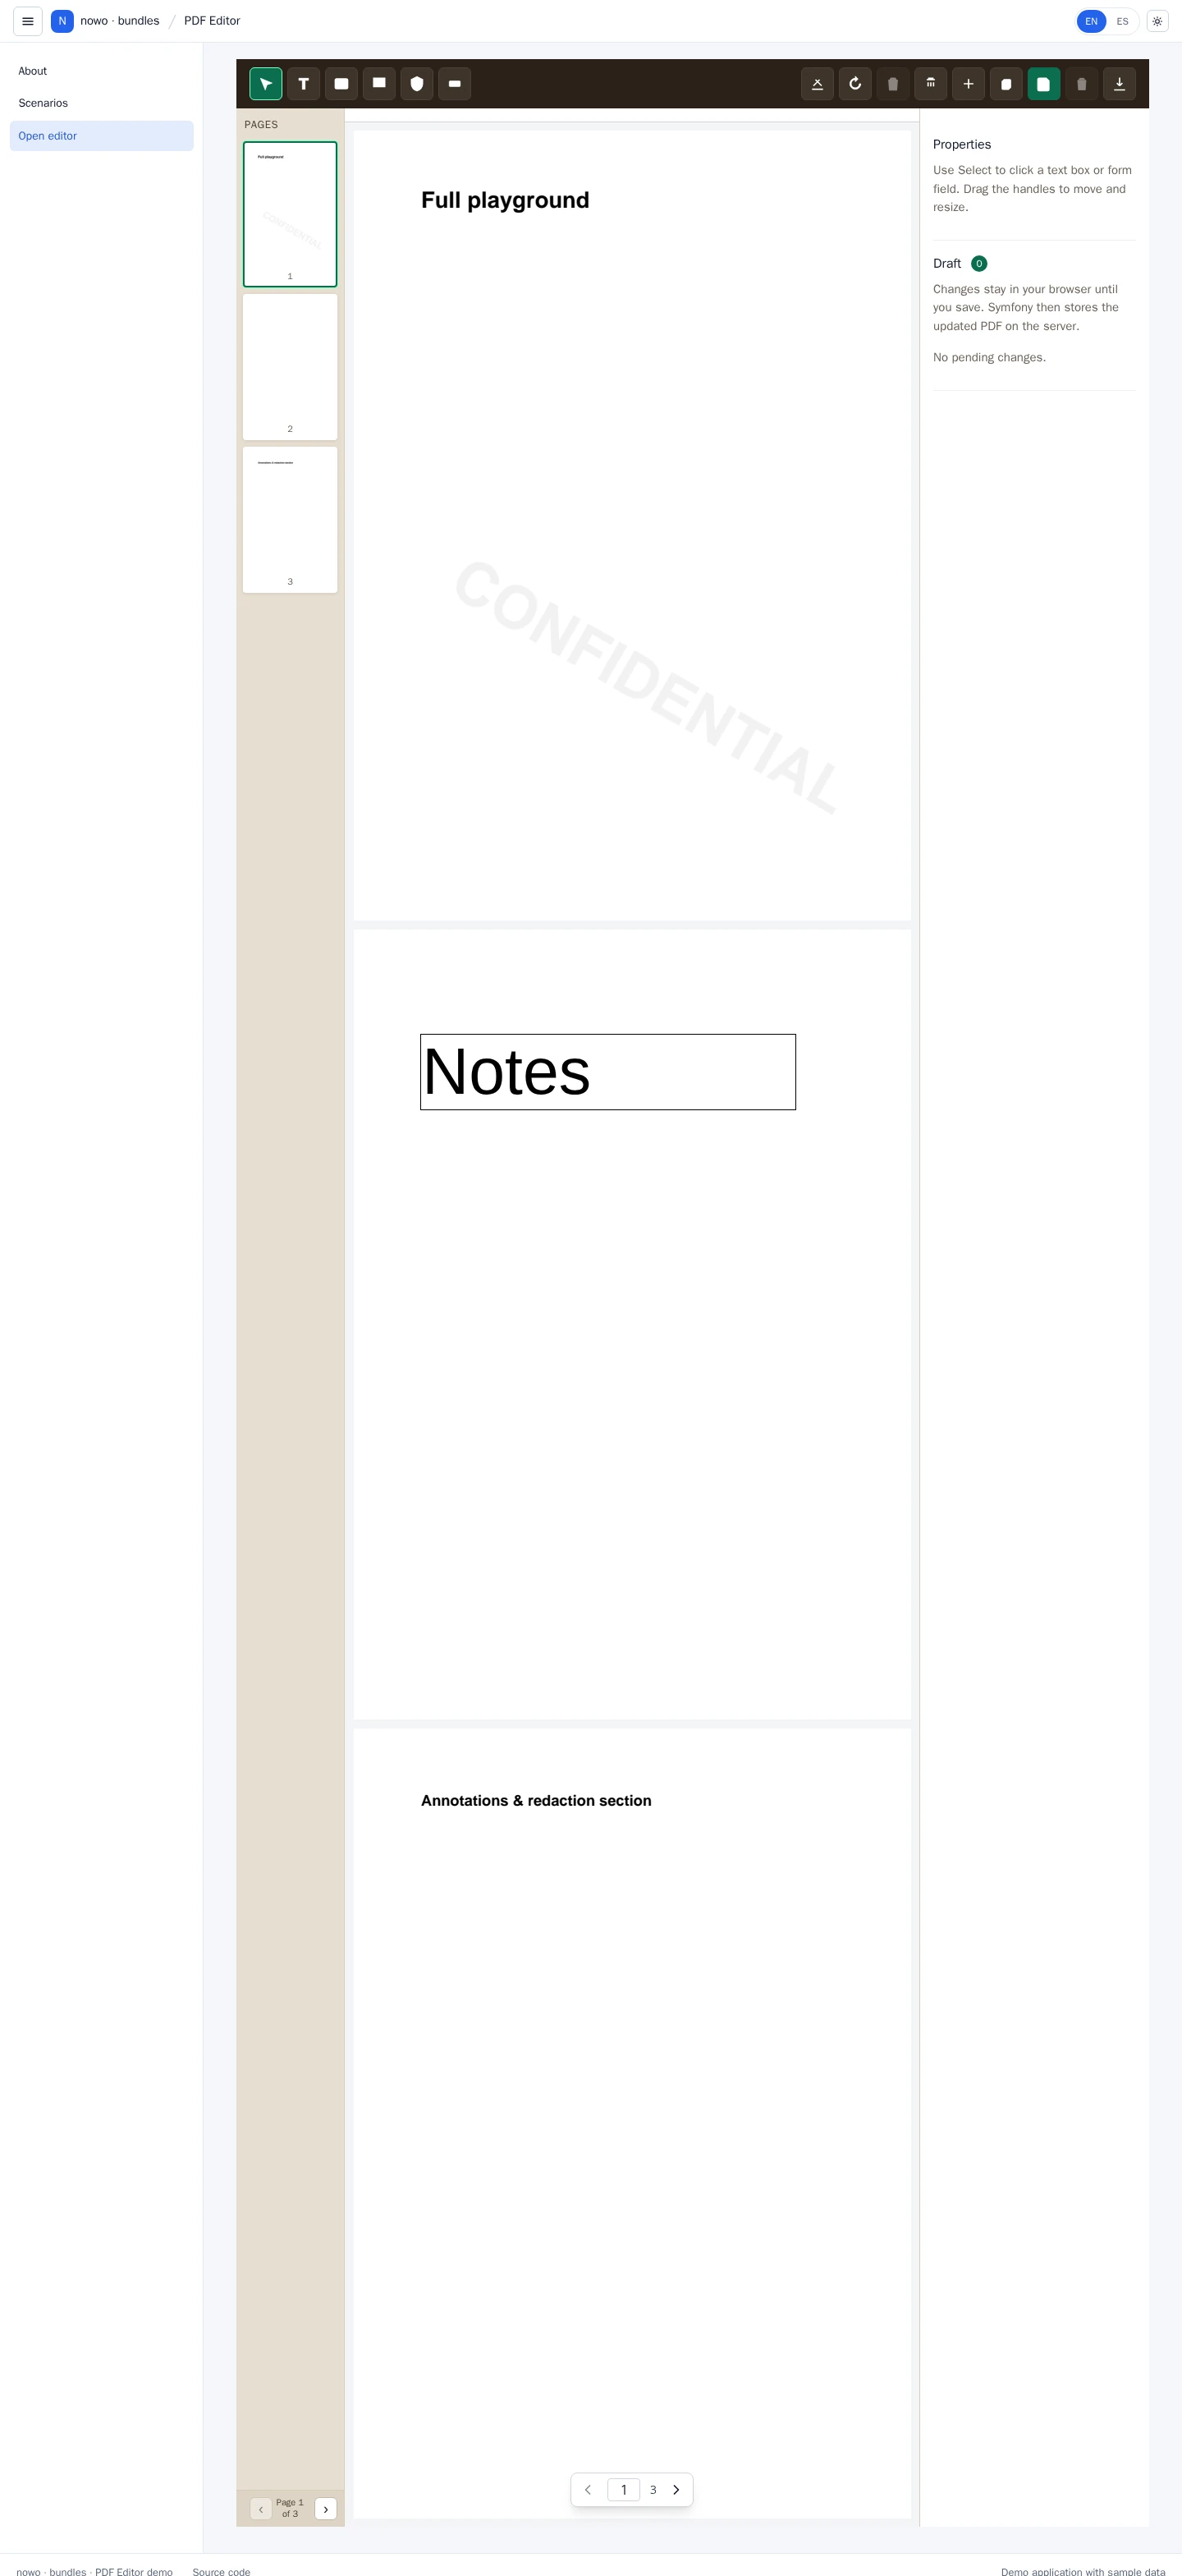 N nowo · bundles / PDF Editor
EN ES
About
Scenarios
Open editor
T
PAGES
Full playground
CONFIDENTIAL
1
2
Annotations & redaction section
3
Page 1
of 3
Full playground
CONFIDENTIAL
Notes
Annotations & redaction section
1 3
Properties
Use Select to click a text box or form
field. Drag the handles to move and
resize.
Draft 0
Changes stay in your browser until
you save. Symfony then stores the
updated PDF on the server.
No pending changes.
nowo · bundles · PDF Editor demo Source code
Demo application with sample data